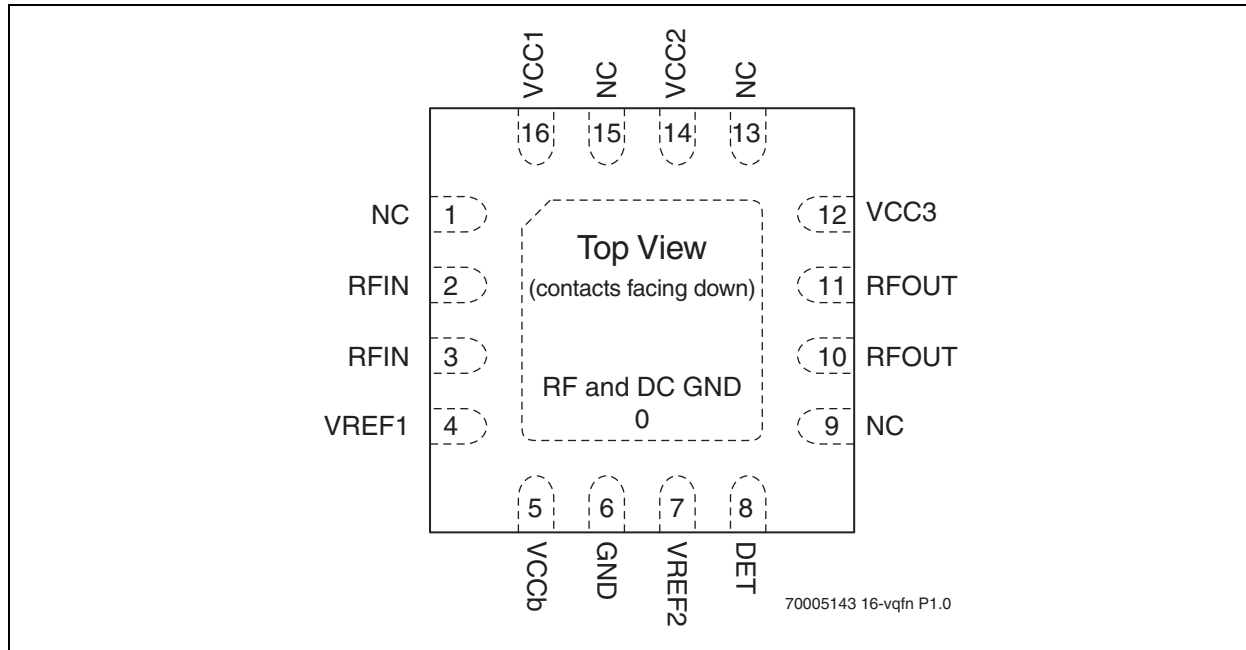 VCC1
NC
VCC2
NC
16
15
14
13
NC 1
12 VCC3
Top View
RFIN 2
(contacts facing down)
11 RFOUT
RFIN 3
10 RFOUT
RF and DC GND
VREF1 4
0
9 NC
5
6
7
8
VCCb
GND
VREF2
DET
70005143 16-vqfn P1.0